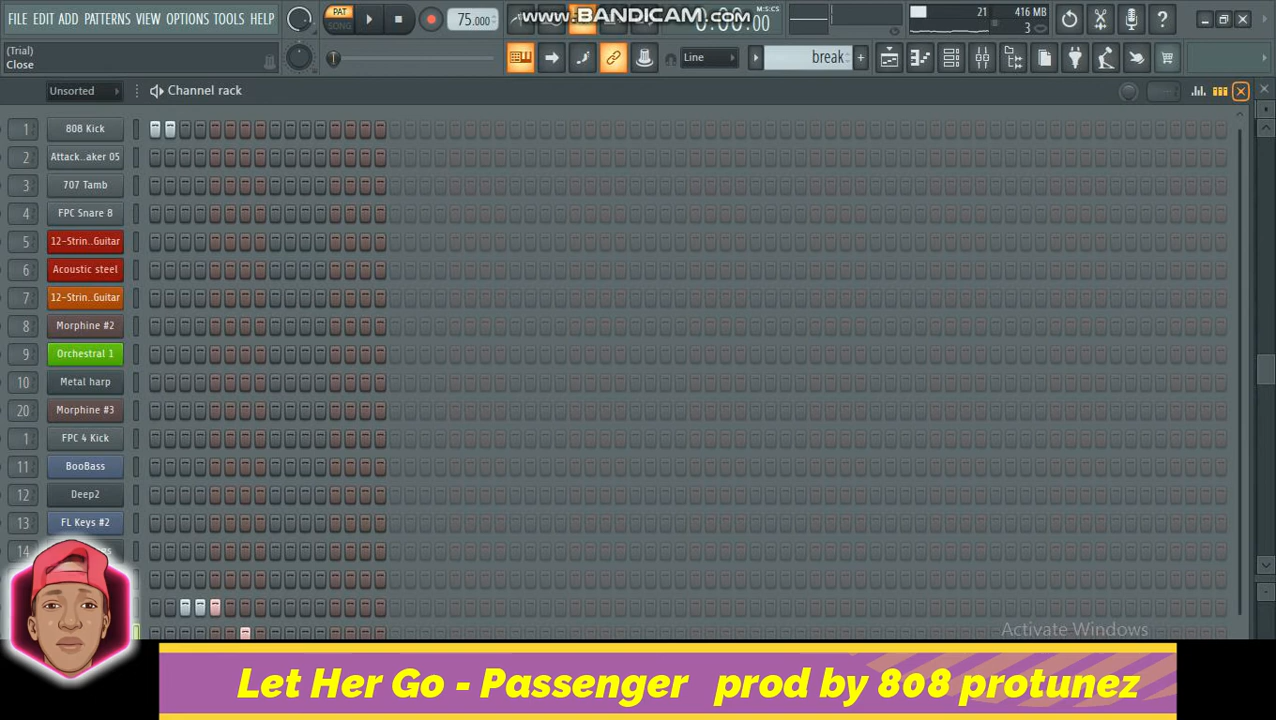 FILE EDIT ADD PATTERNS VIEW OPTIONS TOOLS HELP
PAT
SONG
75.000
www.BANDICAM.com
0:00:00
M:S:CS
21
416 MB
3
(Trial)
Close
Line
break
Unsorted
Channel rack
1 808 Kick
2 Attack..aker 05
3 707 Tamb
4 FPC Snare 8
5 12-Strin..Guitar
6 Acoustic steel
7 12-Strin..Guitar
8 Morphine #2
9 Orchestral 1
10 Metal harp
20 Morphine #3
1 FPC 4 Kick
11 BooBass
12 Deep2
13 FL Keys #2
14
Activate Windows
Let Her Go - Passenger prod by 808 protunez